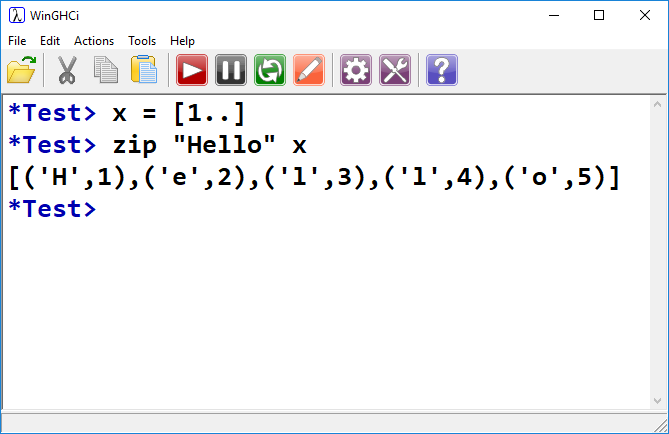 WinGHCi
File Edit Actions Tools Help
*Test> x = [1..]
*Test> zip "Hello" x
[('H',1),('e',2),('l',3),('l',4),('o',5)]
*Test>